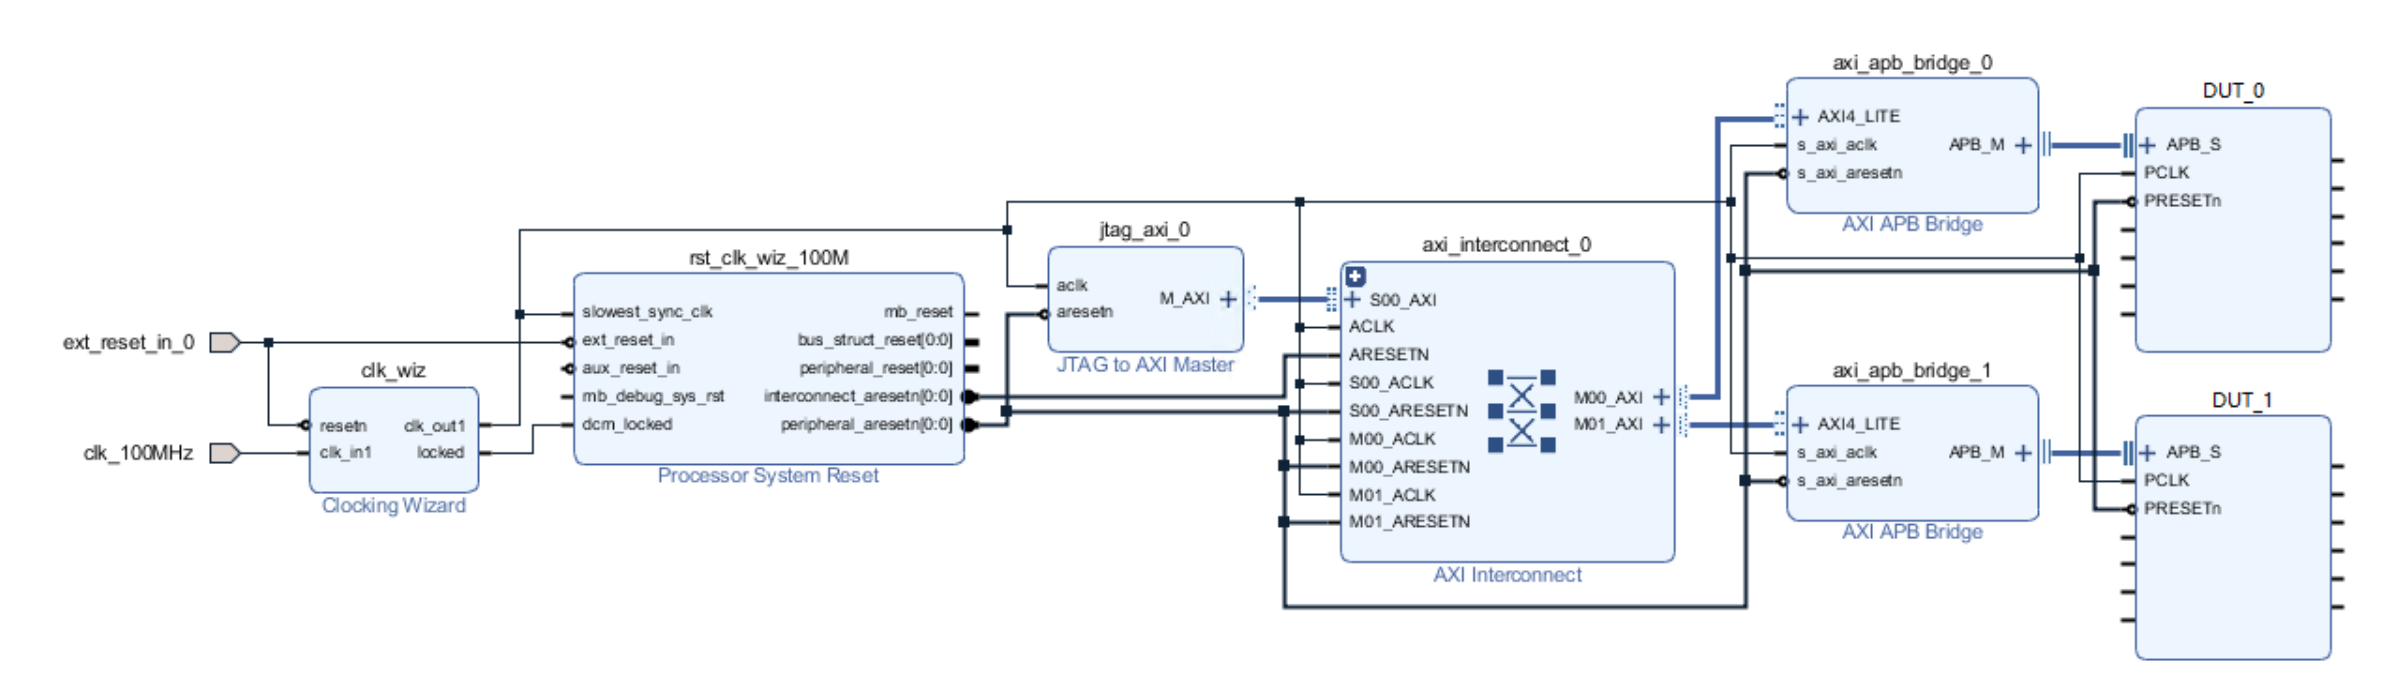 ext_reset_in_0
clk_100MHz
clk_wiz
resetn
clk_in1
clk_out1
locked
Clocking Wizard
rst_clk_wiz_100M
slowest_sync_clk
ext_reset_in
aux_reset_in
mb_debug_sys_rst
dcm_locked
mb_reset
bus_struct_reset[0:0]
peripheral_reset[0:0]
interconnect_aresetn[0:0]
peripheral_aresetn[0:0]
Processor System Reset
jtag_axi_0
aclk
aresetn
M_AXI
JTAG to AXI Master
axi_interconnect_0
S00_AXI
ACLK
ARESETN
S00_ACLK
S00_ARESETN
M00_ACLK
M00_ARESETN
M01_ACLK
M01_ARESETN
M00_AXI
M01_AXI
AXI Interconnect
axi_apb_bridge_0
AXI4_LITE
s_axi_aclk
s_axi_aresetn
APB_M
AXI APB Bridge
DUT_0
APB_S
PCLK
PRESETn
axi_apb_bridge_1
AXI4_LITE
s_axi_aclk
s_axi_aresetn
APB_M
AXI APB Bridge
DUT_1
APB_S
PCLK
PRESETn